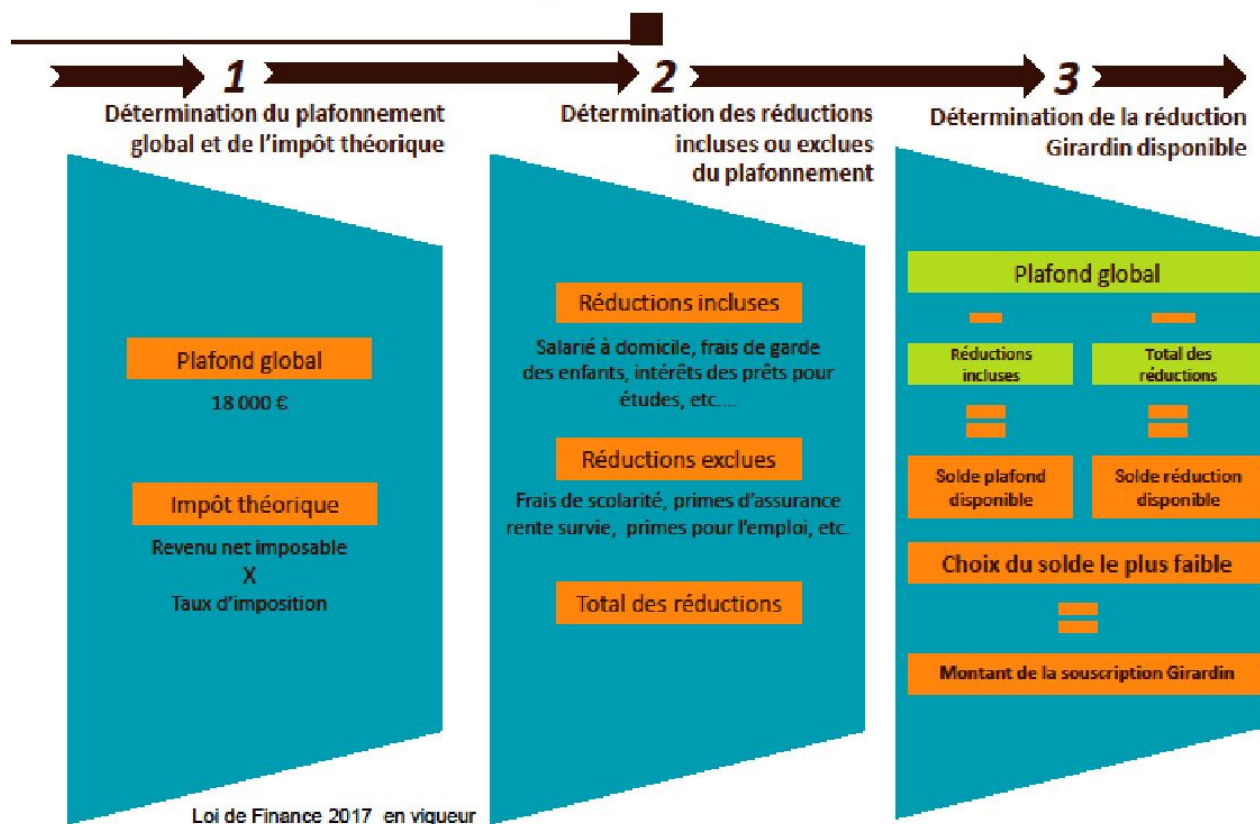 1
Détermination du plafonnement
global et de l'impôt théorique
Plafond global
18 000 €
Impôt théorique
Revenu net imposable
X
Taux d'imposition
Loi de Finance 2017 en vigueur
2
Détermination des réductions
incluses ou exclues
du plafonnement
Réductions incluses
Salarié à domicile, frais de garde
des enfants, intérêts des prêts pour
études, etc....
Réductions exclues
Frais de scolarité, primes d'assurance
rente survie, primes pour l'emploi, etc.
Total des réductions
3
Détermination de la réduction
Girardin disponible
Plafond global
Réductions
incluses
Total des
réductions
Solde plafond
disponible
Solde réduction
disponible
Choix du solde le plus faible
Montant de la souscription Girardin